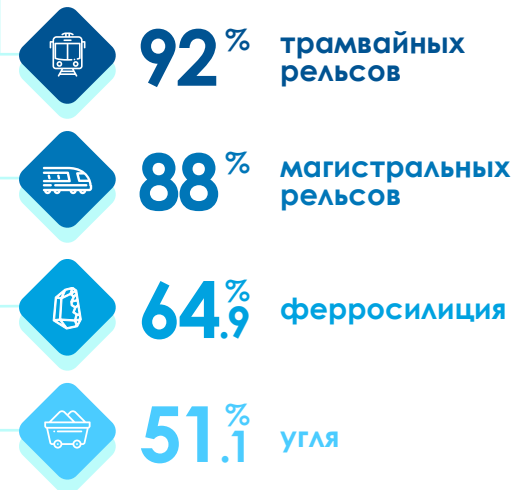 92% трамвайных
рельсов
88% магистральных
рельсов
64.9% ферросилиция
51.1% угля